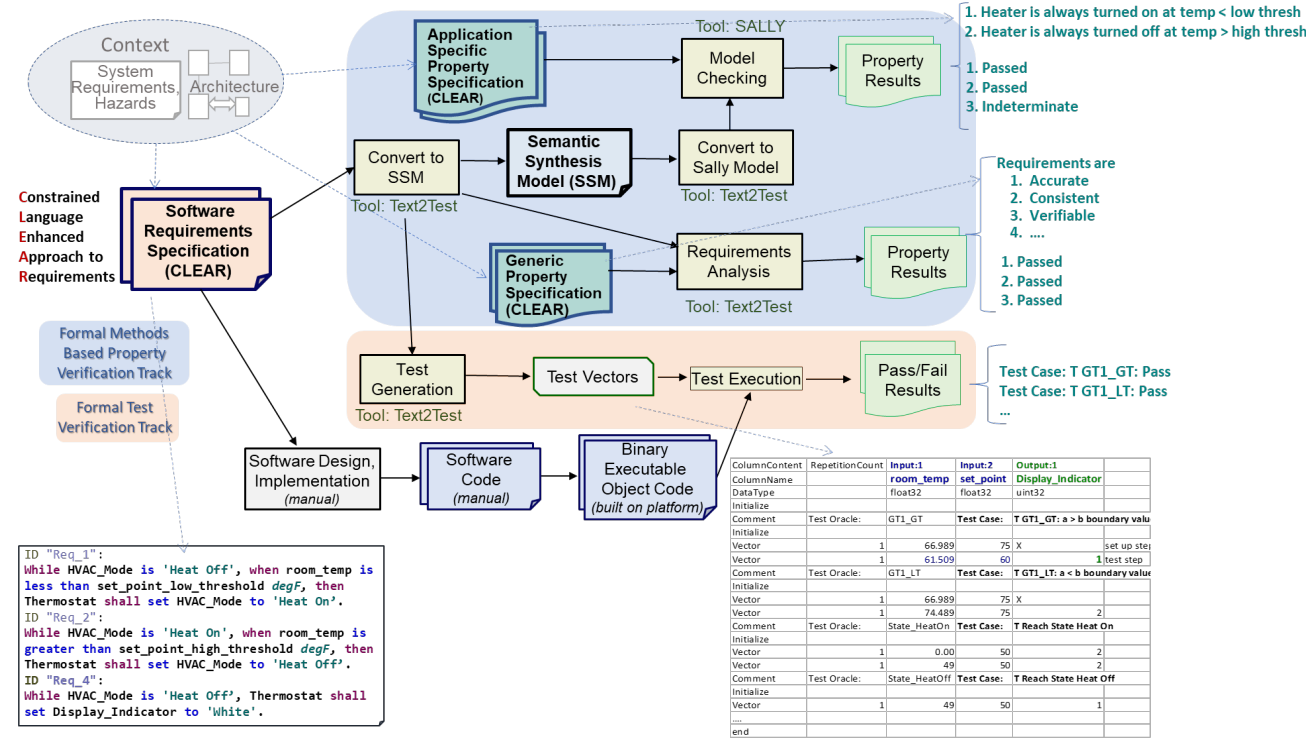 Context
System
Requirements,
Hazards
Architecture
Constrained
Language
Enhanced
Approach to
Requirements
Software
Requirements
Specification
(CLEAR)
Application
Specific
Property
Specification
(CLEAR)
Tool: SALLY
Model
Checking
Property
Results
1. Heater is always turned on at temp < low thresh
2. Heater is always turned off at temp > high thresh
1. Passed
2. Passed
3. Indeterminate
Convert to
SSM
Tool: Text2Test
Semantic
Synthesis
Model (SSM)
Convert to
Sally Model
Tool: Text2Test
Generic
Property
Specification
(CLEAR)
Requirements
Analysis
Tool: Text2Test
Property
Results
Requirements are
1. Accurate
2. Consistent
3. Verifiable
4. ....
1. Passed
2. Passed
3. Passed
Formal Methods
Based Property
Verification Track
Formal Test
Verification Track
Test
Generation
Tool: Text2Test
Test Vectors
Test Execution
Pass/Fail
Results
Test Case: T GT1_GT: Pass
Test Case: T GT1_LT: Pass
...
Software Design,
Implementation
(manual)
Software
Code
(manual)
Binary
Executable
Object Code
(built on platform)
ID "Req_1":
While HVAC_Mode is 'Heat Off', when room_temp is
less than set_point_low_threshold degF, then
Thermostat shall set HVAC_Mode to 'Heat On’.
ID "Req_2":
While HVAC_Mode is 'Heat On', when room_temp is
greater than set_point_high_threshold degF, then
Thermostat shall set HVAC_Mode to 'Heat Off’.
ID "Req_4":
While HVAC_Mode is 'Heat Off’, Thermostat shall
set Display_Indicator to 'White'.
ColumnContent RepetitionCount Input:1 Input:2 Output:1
ColumnName room_temp set_point Display_Indicator
DataType float32 float32 uint32
Initialize
Comment Test Oracle: GT1_GT Test Case: T GT1_GT: a > b boundary valu
Initialize
Vector 1 66.989 75 X set up step
Vector 1 61.509 60 1 test step
Comment Test Oracle: GT1_LT Test Case: T GT1_LT: a < b boundary value
Initialize
Vector 1 66.989 75 X
Vector 1 74.489 75 2
Comment Test Oracle: State_HeatOn Test Case: T Reach State Heat On
Initialize
Vector 1 0.00 50 2
Vector 1 49 50 2
Comment Test Oracle: State_HeatOff Test Case: T Reach State Heat Off
Initialize
Vector 1 49 50 1
....
end